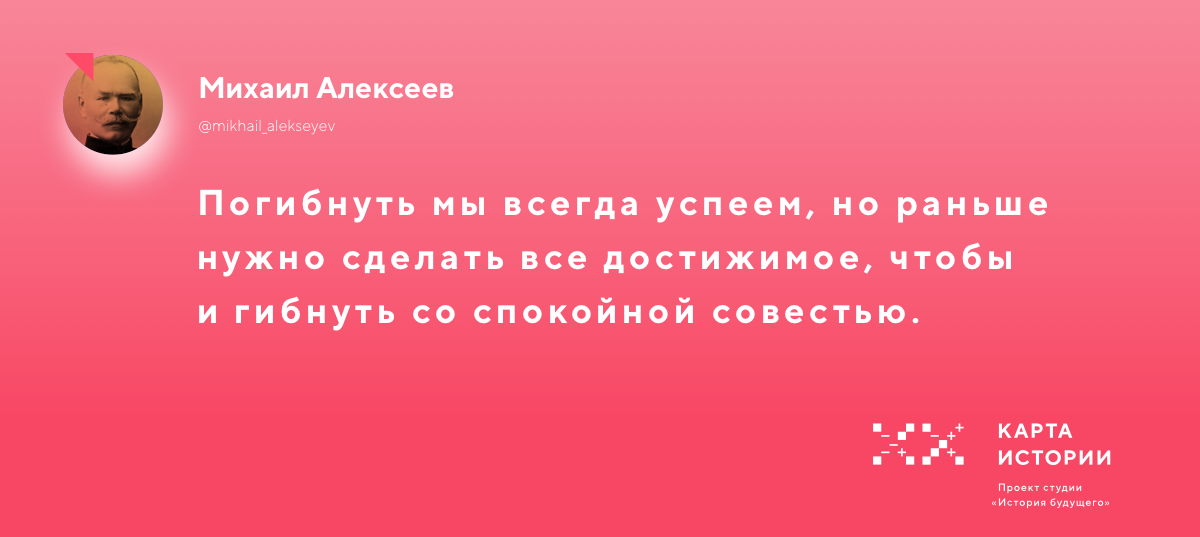 Михаил Алексеев
@mikhail_alekseyev
Погибнуть мы всегда успеем, но раньше
нужно сделать все достижимое, чтобы
и гибнуть со спокойной совестью.
КАРТА
ИСТОРИИ
Проект студии
«История будущего»